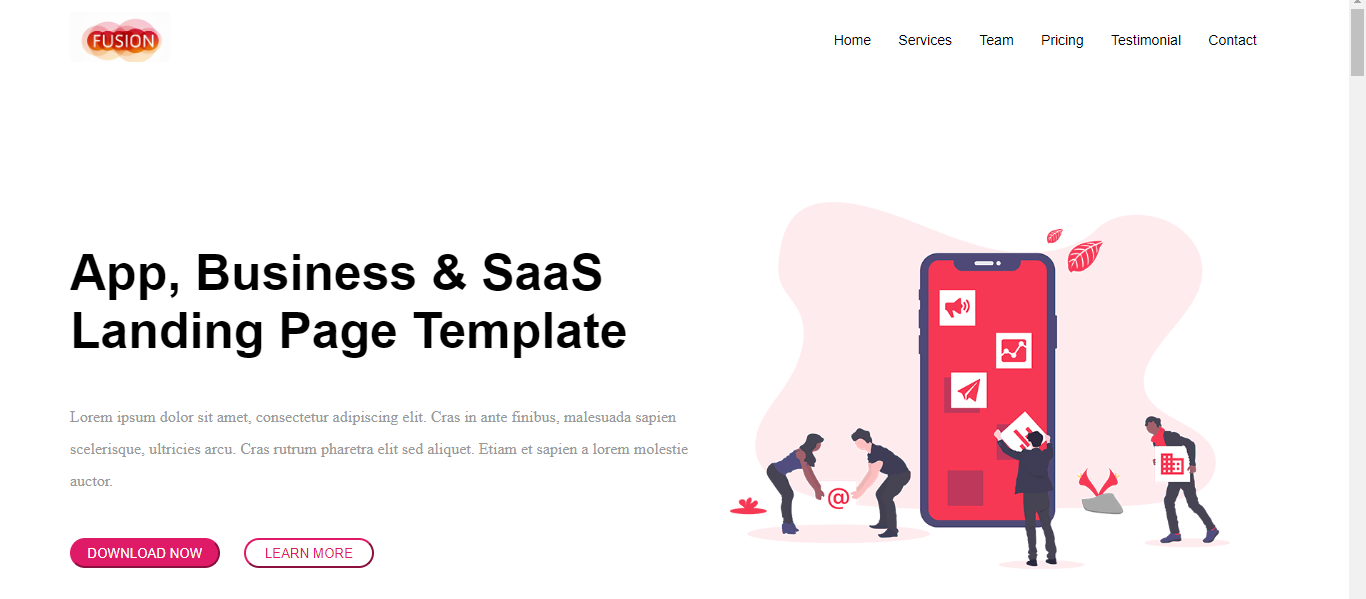 FUSION
Home Services Team Pricing Testimonial Contact
App, Business & SaaS
Landing Page Template
Lorem ipsum dolor sit amet, consectetur adipiscing elit. Cras in ante finibus, malesuada sapien
scelerisque, ultricies arcu. Cras rutrum pharetra elit sed aliquet. Etiam et sapien a lorem molestie
auctor.
DOWNLOAD NOW LEARN MORE
@